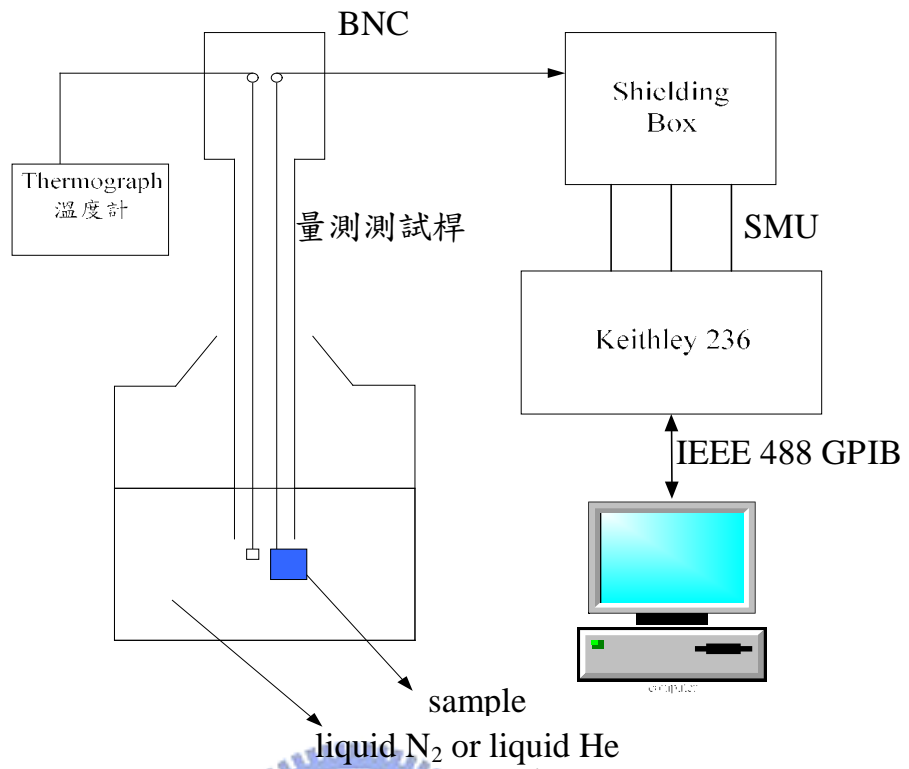 BNC
Shielding
Box
Thermograph
溫度計
量測測試桿
SMU
Keithley 236
IEEE 488 GPIB
computer
sample
liquid N₂ or liquid He